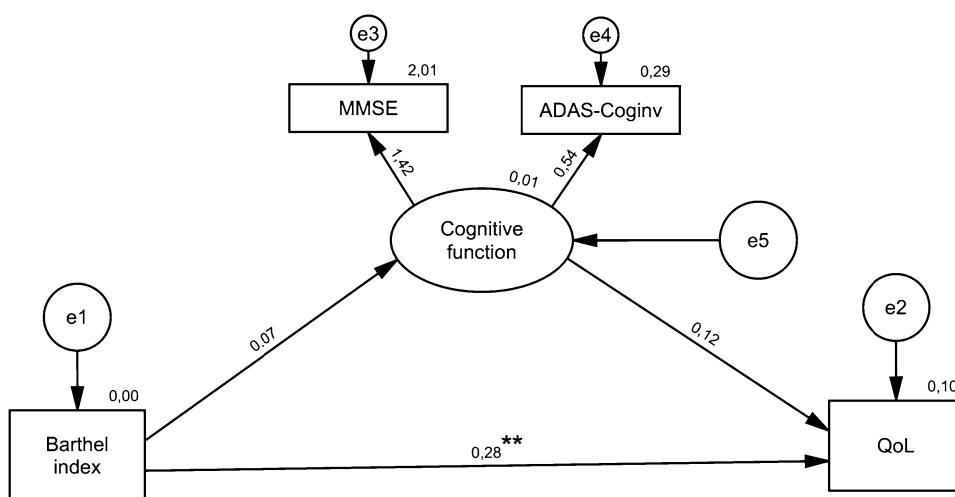 e3
e4
2,01
0,29
MMSE
ADAS-Coginv
1,42
0,54
0,01
Cognitive
function
e5
e1
e2
0.07
0,12
0,00
0,10
Barthel
index
QoL
0,28**